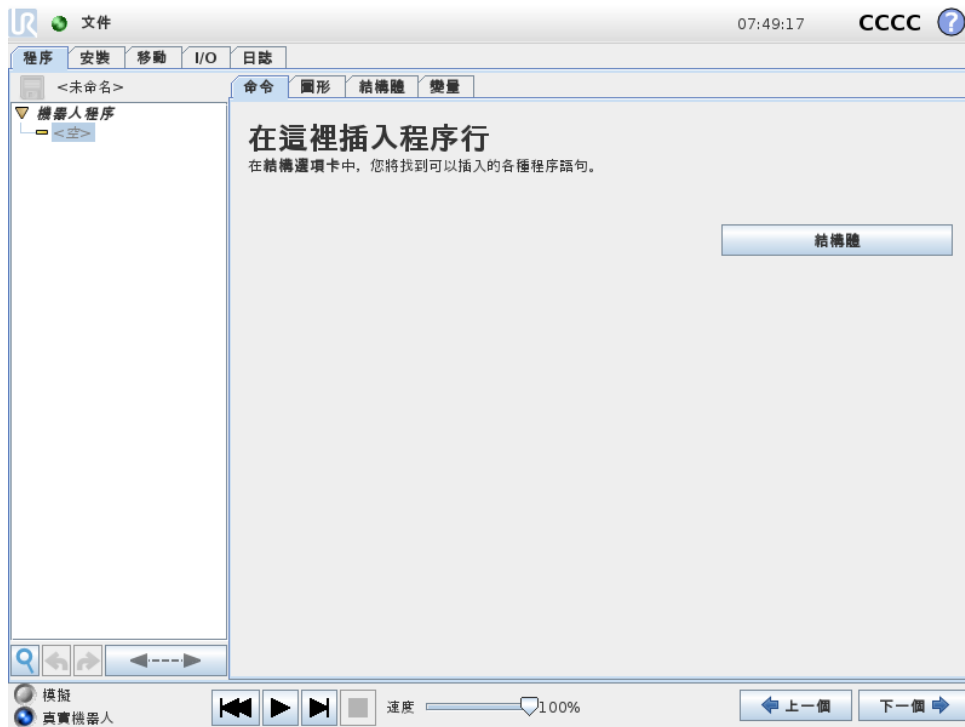 UR 文件 07:49:17 CCCC ?
程序 安裝 移動 I/O 日誌
<未命名> 命令 圖形 結構體 變量
機器人程序
<空>
在這裡插入程序行
在結構選項卡中，您將找到可以插入的各種程序語句。
結構體
模擬
真實機器人
速度 100% 上一個 下一個